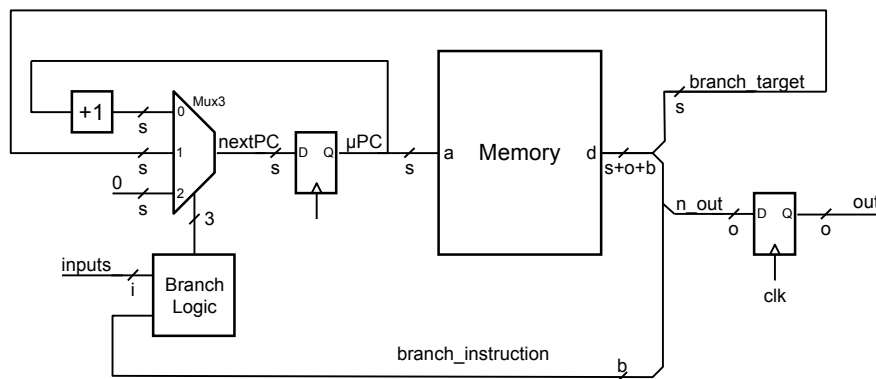 branch_target
s
Mux3
+1
s
0
nextPC
s
D
Q
µPC
s
a
Memory
d
s+o+b
1
s
0
s
2
3
n_out
o
D
Q
out
o
clk
inputs
i
Branch
Logic
branch_instruction
b